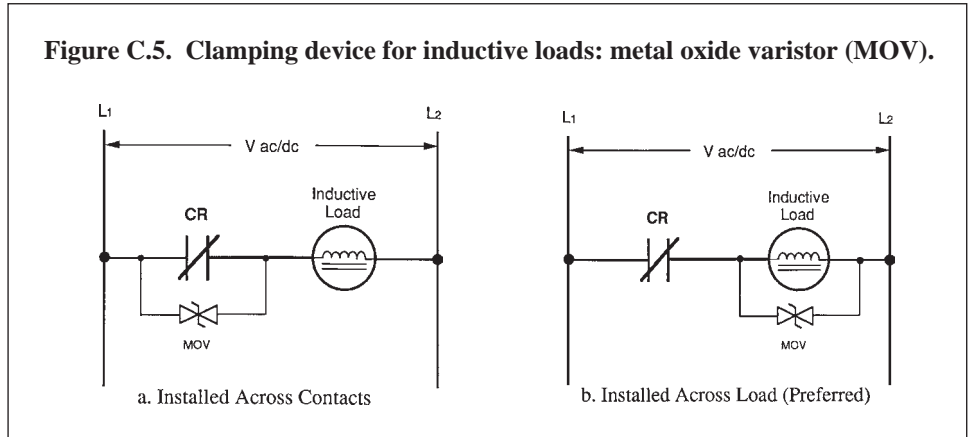 Figure C.5. Clamping device for inductive loads: metal oxide varistor (MOV).
L1
L2
V ac/dc
CR
Inductive
Load
MOV
a. Installed Across Contacts
L1
L2
V ac/dc
CR
Inductive
Load
MOV
b. Installed Across Load (Preferred)